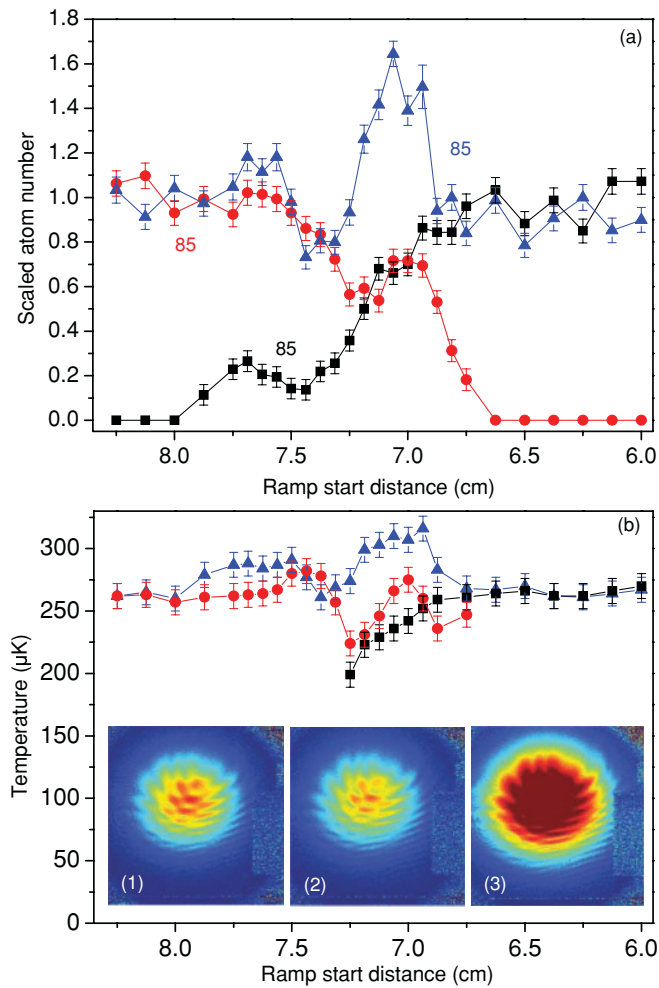 (a)
1.8
1.6
1.4
1.2
1.0
0.8
0.6
0.4
0.2
0.0
Scaled atom number
85
85
85
8.0 7.5 7.0 6.5 6.0
Ramp start distance (cm)
(b)
300
250
200
150
100
50
0
Temperature (µK)
(1) (2) (3)
8.0 7.5 7.0 6.5 6.0
Ramp start distance (cm)